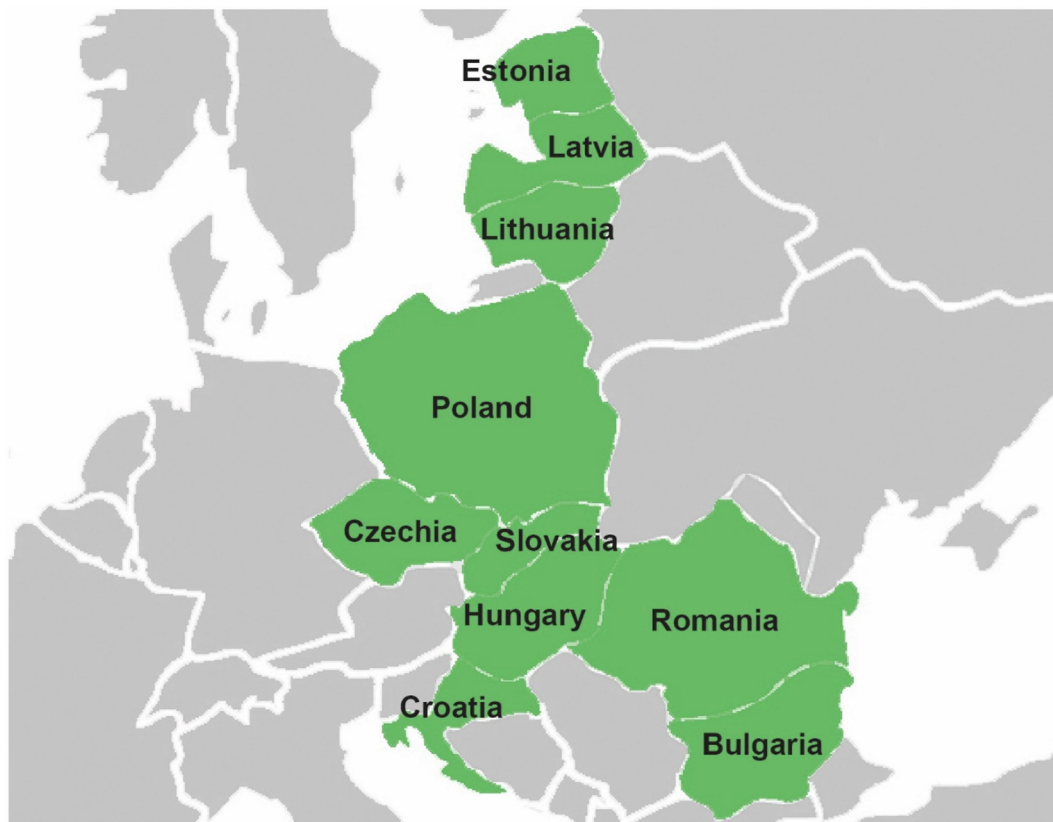 Estonia
Latvia
Lithuania
Poland
Czechia
Slovakia
Hungary
Romania
Croatia
Bulgaria